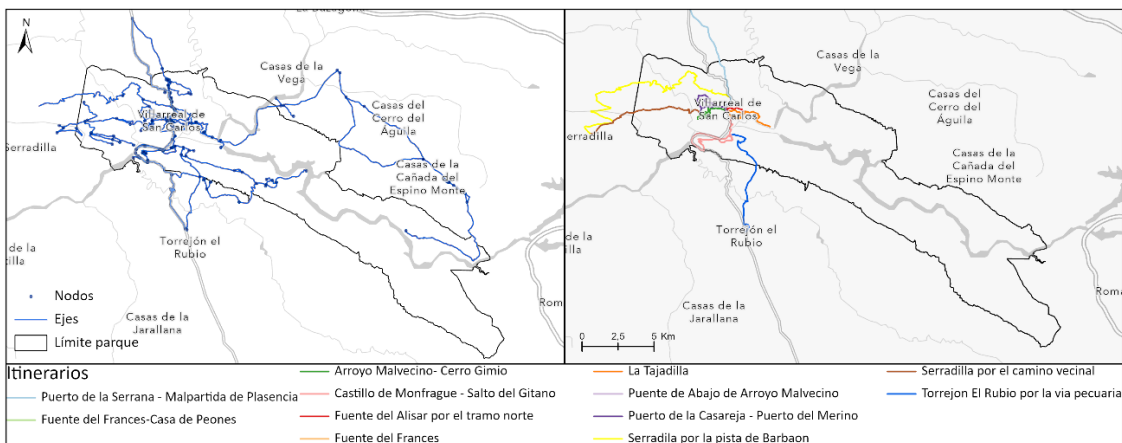 N
Casas de la
Vega
Villarreal de
San Carlos
Casas del
Cerro del
Águila
Serradilla
Casas de la
Cañada del
Espino Monte
Torrejón el
Rubio
de la
Casas de la
Jarallana
Rom
Nodos
Ejes
Límite parque
Casas de la
Vega
Villarreal de
San Carlos
Casas del
Cerro del
Águila
Serradilla
Casas de la
Cañada del
Espino Monte
Torrejón el
Rubio
de la
illa
Casas de la
Jarallana
Roma
0 2,5 5 Km
Itinerarios
Puerto de la Serrana - Malpartida de Plasencia
Fuente del Frances-Casa de Peones
Arroyo Malvecino- Cerro Gimio
Castillo de Monfrague - Salto del Gitano
Fuente del Alisar por el tramo norte
Fuente del Frances
La Tajadilla
Puente de Abajo de Arroyo Malvecino
Puerto de la Casareja - Puerto del Merino
Serradila por la pista de Barbaon
Serradilla por el camino vecinal
Torrejon El Rubio por la via pecuaria